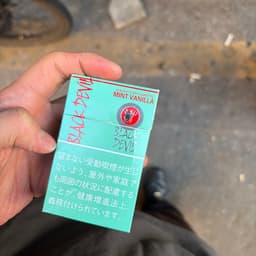 MINT VANILLA
BLACK DEVIL
BLACK
DEVIL
望まない受動喫煙が生じ
ないよう、屋外や家庭で
も周囲の状況に配慮する
ことが、健康増進法上、
義務付けられています。